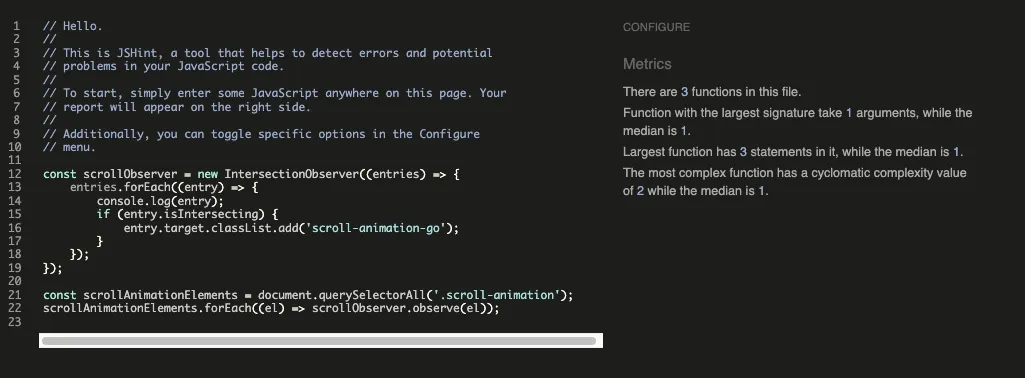 1 // Hello.
2 //
3 // This is JSHint, a tool that helps to detect errors and potential
4 // problems in your JavaScript code.
5 //
6 // To start, simply enter some JavaScript anywhere on this page. Your
7 // report will appear on the right side.
8 //
9 // Additionally, you can toggle specific options in the Configure
10 // menu.
11
12 const scrollObserver = new IntersectionObserver((entries) => {
13     entries.forEach((entry) => {
14         console.log(entry);
15         if (entry.isIntersecting) {
16             entry.target.classList.add('scroll-animation-go');
17         }
18     });
19 });
20
21 const scrollAnimationElements = document.querySelectorAll('.scroll-animation');
22 scrollAnimationElements.forEach((el) => scrollObserver.observe(el));
23
CONFIGURE
Metrics
There are 3 functions in this file.
Function with the largest signature take 1 arguments, while the
median is 1.
Largest function has 3 statements in it, while the median is 1.
The most complex function has a cyclomatic complexity value
of 2 while the median is 1.